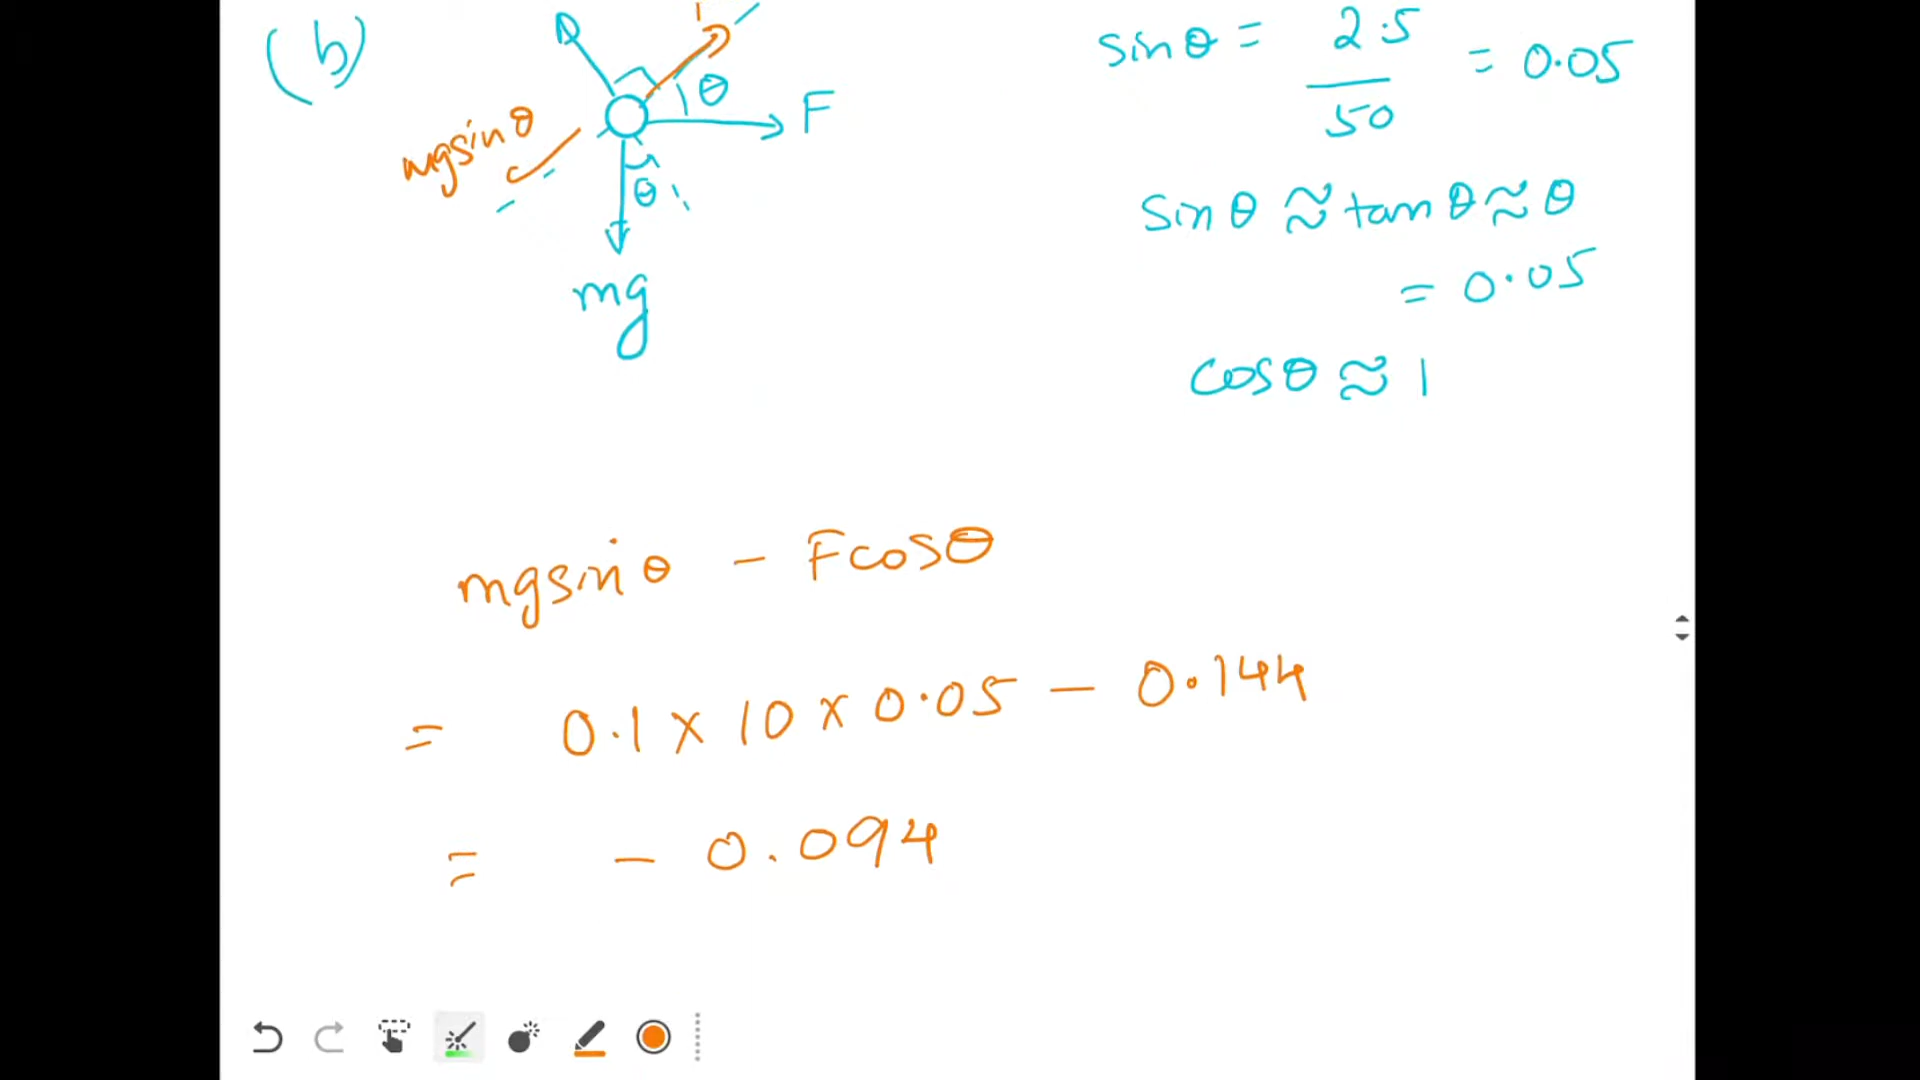 (b)
θ
F
mgsinθ
θ
mg
sinθ = 2.5/50 = 0.05
sinθ ≈ tanθ ≈ θ
= 0.05
cosθ ≈ 1
mgsinθ - Fcosθ
= 0.1 x 10 x 0.05 - 0.144
= - 0.094